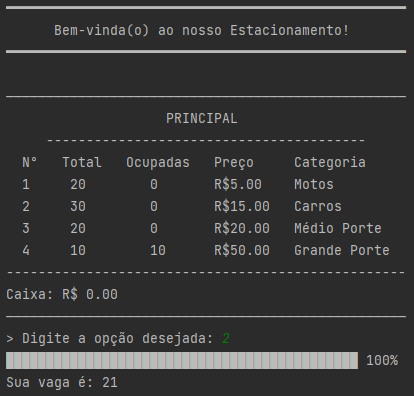 Bem-vinda(o) ao nosso Estacionamento!
PRINCIPAL
----------------------------------------
N° Total Ocupadas Preço Categoria
1 20 0 R$5.00 Motos
2 30 0 R$15.00 Carros
3 20 0 R$20.00 Médio Porte
4 10 10 R$50.00 Grande Porte
--------------------------------------------------
Caixa: R$ 0.00
> Digite a opção desejada: 2
100%
Sua vaga é: 21